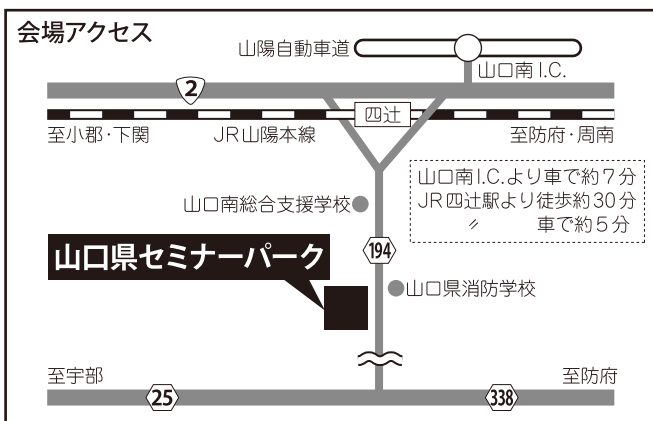 会場アクセス
山陽自動車道
山口南I.C.
2
四辻
至小郡・下関
JR山陽本線
至防府・周南
山口南I.C.より車で約7分
JR四辻駅より徒歩約30分
〃 車で約5分
山口南総合支援学校
194
山口県セミナーパーク
山口県消防学校
至宇部
至防府
25
338